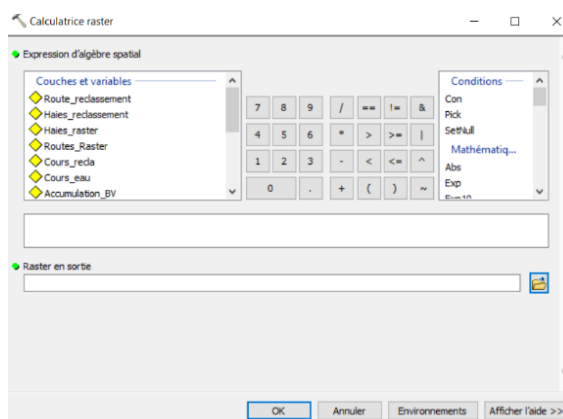 Calculatrice raster
Expression d'algèbre spatial
Couches et variables
Route_reclassement
Haies_reclassement
Haies_raster
Routes_Raster
Cours_recla
Cours_eau
Accumulation_BV
7 8 9 / == != &
4 5 6 * > >= |
1 2 3 - < <= ^
0 . + ( ) ~
Conditions
Con
Pick
SetNull
Mathématiq...
Abs
Exp
Exp10
Raster en sortie
OK Annuler Environnements Afficher l'aide >>